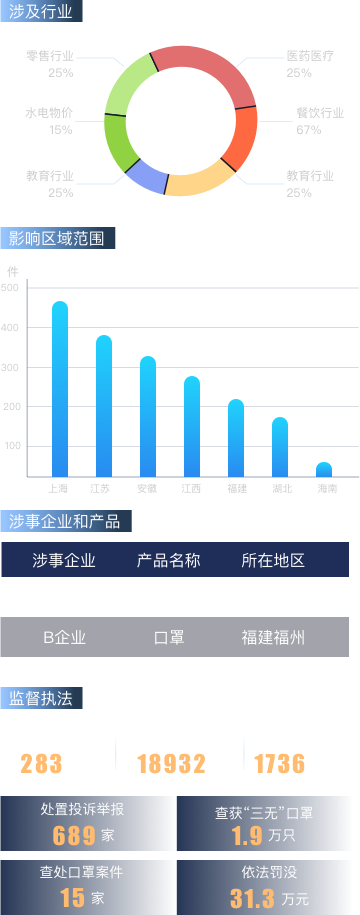 涉及行业
零售行业
25%
医药医疗
25%
水电物价
15%
餐饮行业
67%
教育行业
25%
教育行业
25%
影响区域范围
件
500
400
300
200
100
上海 江苏 安徽 江西 福建 湖北 海南
涉事企业和产品
涉事企业 产品名称 所在地区
B企业 口罩 福建福州
监督执法
283 18932 1736
处置投诉举报
689 家
查获“三无”口罩
1.9 万只
查处口罩案件
15 家
依法罚没
31.3 万元